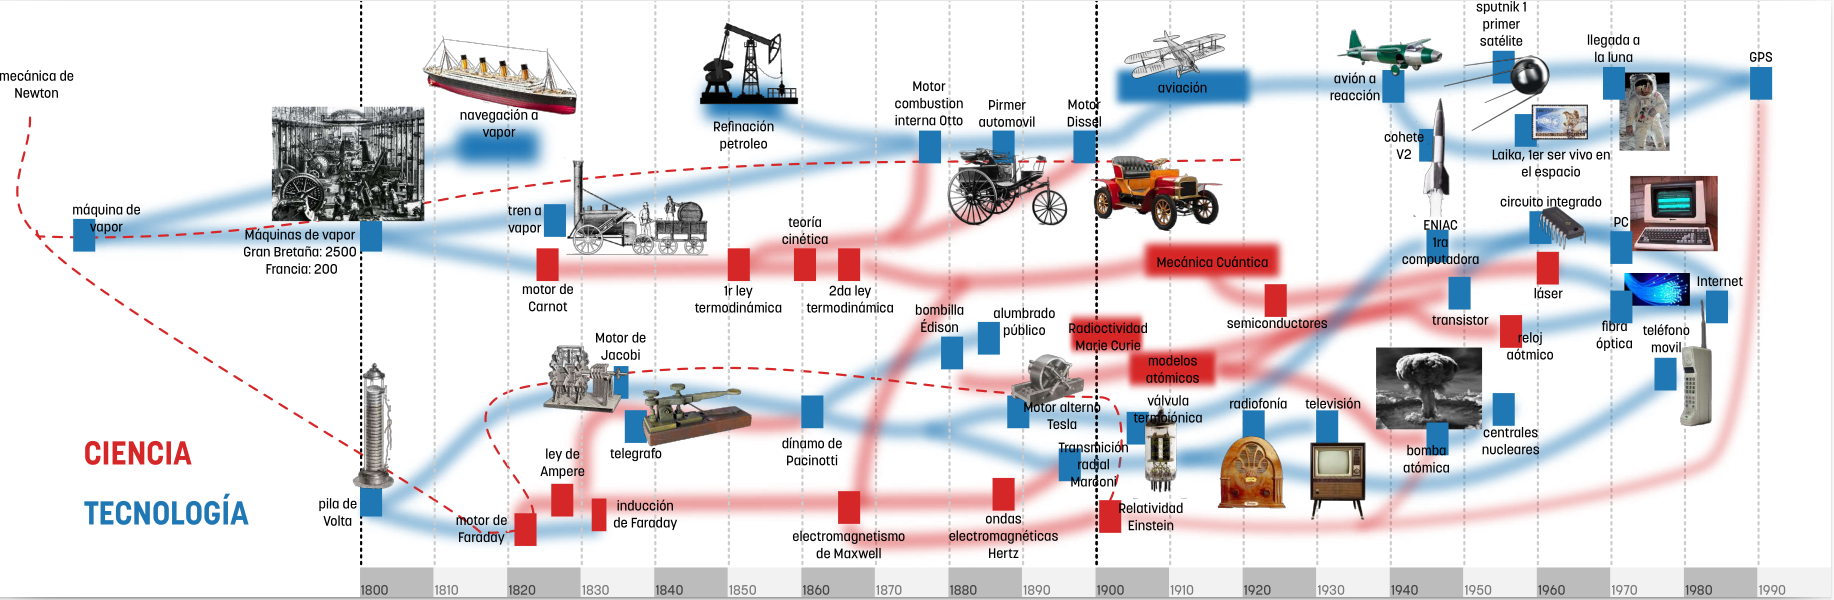 mecánica de
Newton
máquina de
vapor
Máquinas de vapor
Gran Bretaña: 2500
Francia: 200
navegación a
vapor
tren a
vapor
motor de
Carnot
Refinación
petroleo
1r ley
termodinámica
teoría
cinética
2da ley
termodinámica
Motor
combustion
interna Otto
Pirmer
automovil
Motor
Dissel
aviación
avión a
reacción
cohete
V2
sputnik 1
primer
satélite
Laika, 1er ser vivo en
el espacio
llegada a
la luna
GPS
Mecánica Cuántica
semiconductores
ENIAC
1ra
computadora
circuito integrado
PC
transistor
láser
reloj
aótmico
fibra
óptica
Internet
teléfono
movil
bombilla
Édison
alumbrado
público
Radioctividad
Marie Curie
modelos
atómicos
Motor de
Jacobi
telegrafo
dínamo de
Pacinotti
Motor alterno
Tesla
Transmición
radial
Marconi
válvula
termoiónica
radiofonía
televisión
bomba
atómica
centrales
nucleares
CIENCIA
TECNOLOGÍA
pila de
Volta
motor de
Faraday
ley de
Ampere
inducción
de Faraday
electromagnetismo
de Maxwell
ondas
electromagnéticas
Hertz
Relatividad
Einstein
1800 1810 1820 1830 1840 1850 1860 1870 1880 1890 1900 1910 1920 1930 1940 1950 1960 1970 1980 1990